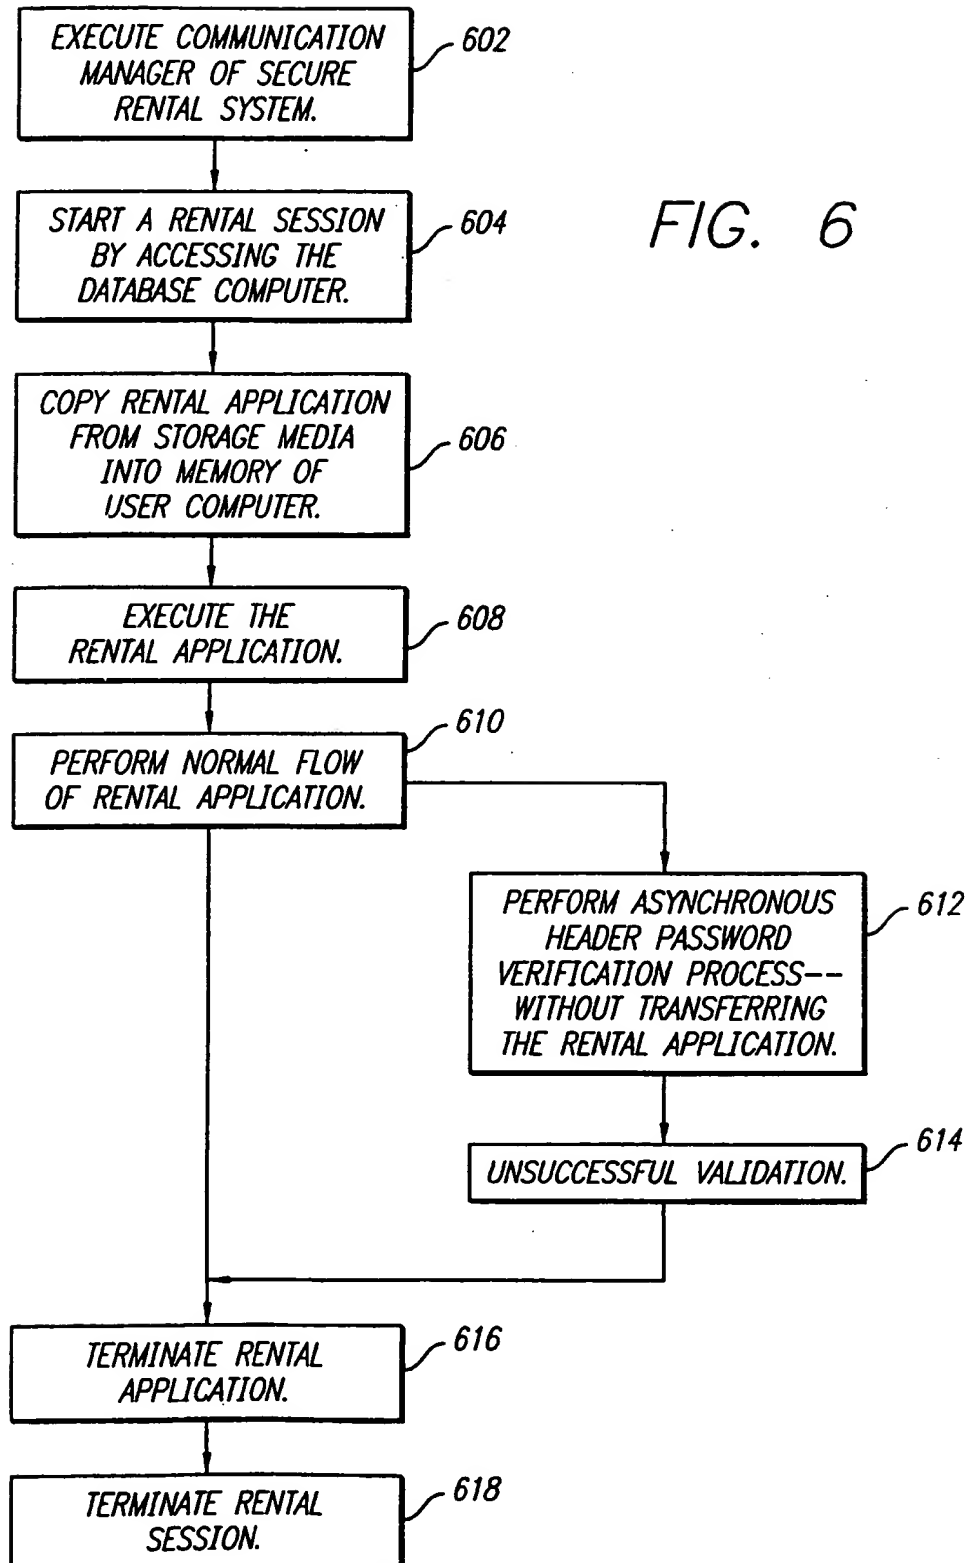 EXECUTE COMMUNICATION
MANAGER OF SECURE
RENTAL SYSTEM.
602
START A RENTAL SESSION
BY ACCESSING THE
DATABASE COMPUTER.
604
FIG. 6
COPY RENTAL APPLICATION
FROM STORAGE MEDIA
INTO MEMORY OF
USER COMPUTER.
606
EXECUTE THE
RENTAL APPLICATION.
608
PERFORM NORMAL FLOW
OF RENTAL APPLICATION.
610
PERFORM ASYNCHRONOUS
HEADER PASSWORD
VERIFICATION PROCESS--
WITHOUT TRANSFERRING
THE RENTAL APPLICATION.
612
UNSUCCESSFUL VALIDATION.
614
TERMINATE RENTAL
APPLICATION.
616
TERMINATE RENTAL
SESSION.
618